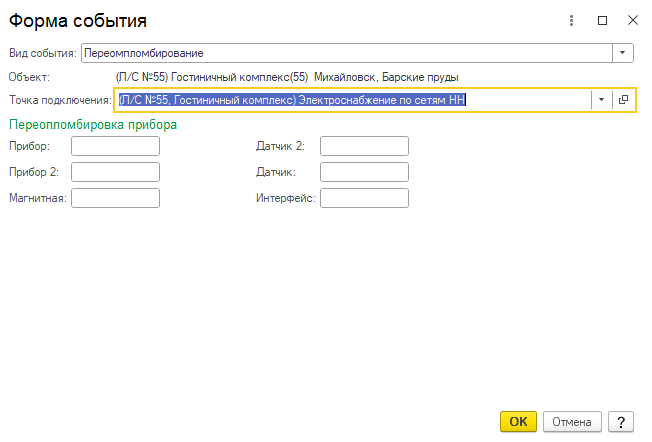 Форма события
Вид события: Переомпломбирование
Объект: (Л/С №55) Гостиничный комплекс(55) Михайловск, Барские пруды
Точка подключения: (Л/С №55, Гостиничный комплекс) Электроснабжение по сетям НН
Переопломбировка прибора
Прибор: Датчик 2:
Прибор 2: Датчик:
Магнитная: Интерфейс:
OK Отмена ?